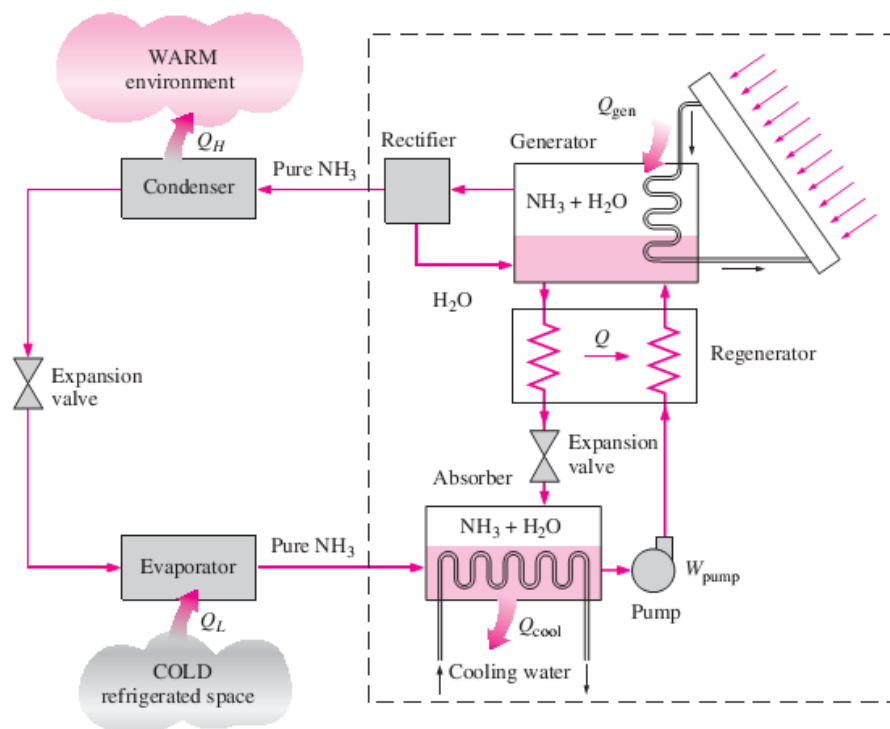 WARM
environment
Q_H
Condenser
Pure NH₃
Rectifier
Generator
Q_gen
NH₃ + H₂O
H₂O
Q
Regenerator
Expansion
valve
Expansion
valve
Absorber
NH₃ + H₂O
Pure NH₃
Evaporator
Q_L
COLD
refrigerated space
Q_cool
Cooling water
W_pump
Pump